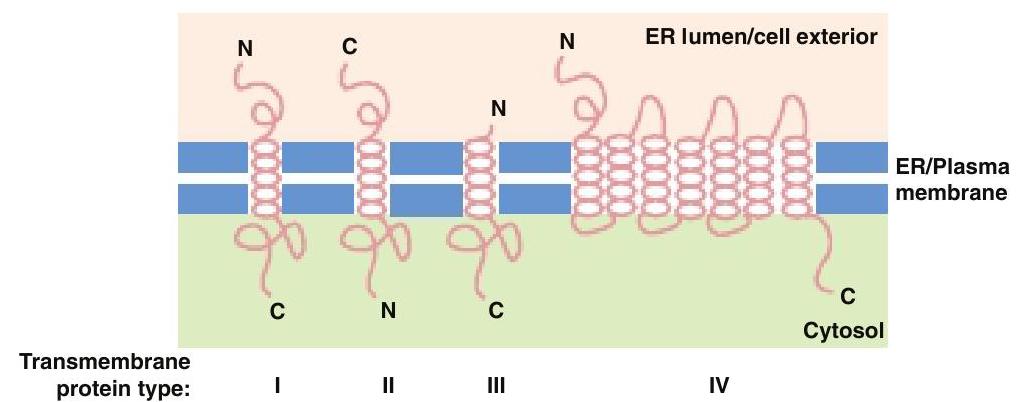 N
C
N
N
ER lumen/cell exterior
ER/Plasma
membrane
C
N
C
C
Cytosol
Transmembrane
protein type:
I
II
III
IV